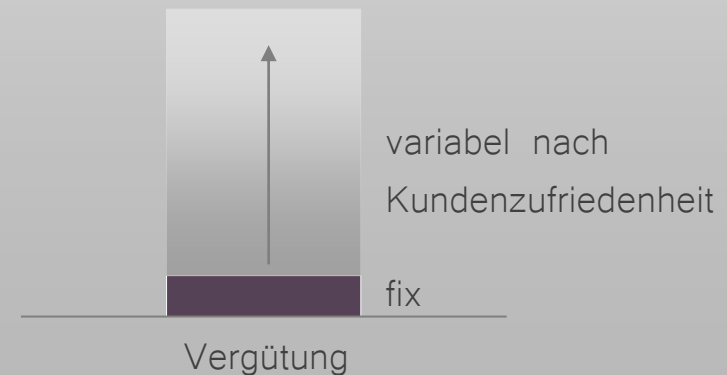 variabel nach
Kundenzufriedenheit
fix
Vergütung